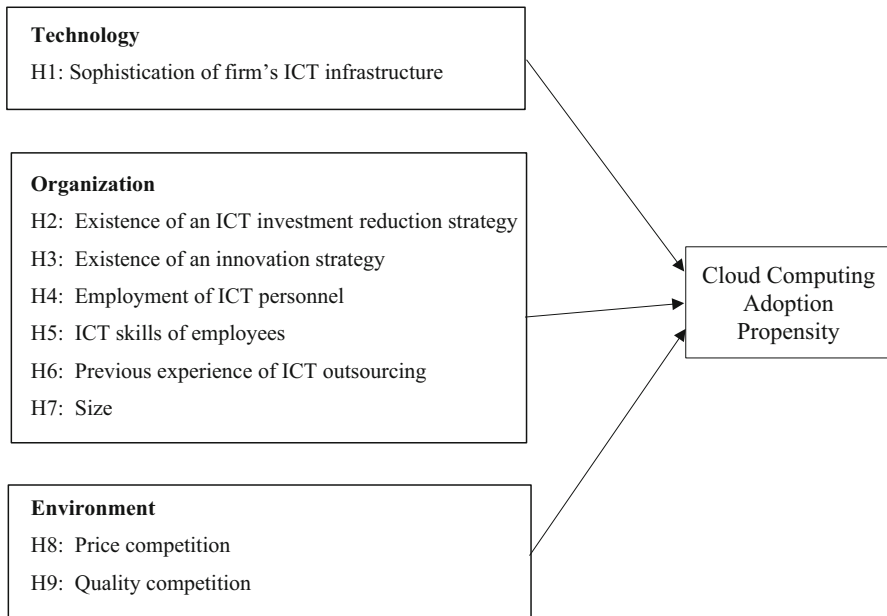 Technology
H1: Sophistication of firm's ICT infrastructure
Organization
H2: Existence of an ICT investment reduction strategy
H3: Existence of an innovation strategy
H4: Employment of ICT personnel
H5: ICT skills of employees
H6: Previous experience of ICT outsourcing
H7: Size
Cloud Computing
Adoption
Propensity
Environment
H8: Price competition
H9: Quality competition